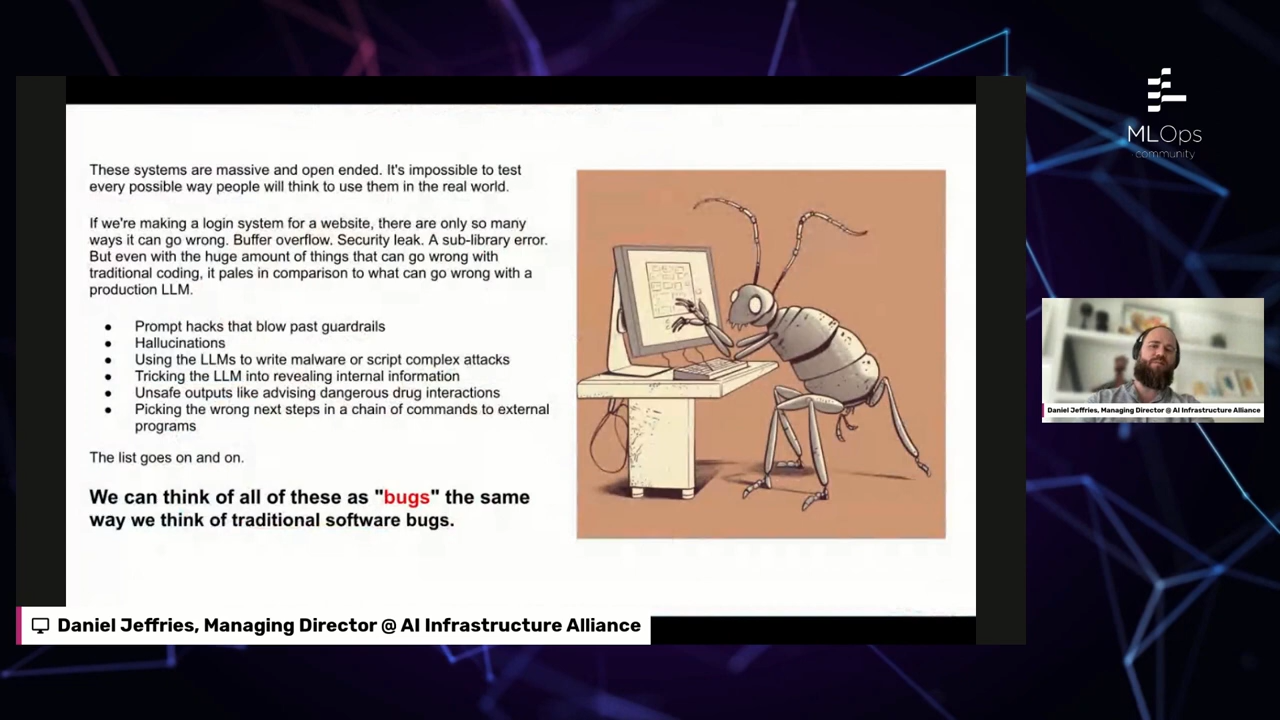 These systems are massive and open ended. It's impossible to test
every possible way people will think to use them in the real world.
If we're making a login system for a website, there are only so many
ways it can go wrong. Buffer overflow. Security leak. A sub-library error.
But even with the huge amount of things that can go wrong with
traditional coding, it pales in comparison to what can go wrong with a
production LLM.
● Prompt hacks that blow past guardrails
● Hallucinations
● Using the LLMs to write malware or script complex attacks
● Tricking the LLM into revealing internal information
● Unsafe outputs like advising dangerous drug interactions
● Picking the wrong next steps in a chain of commands to external
programs
The list goes on and on.
We can think of all of these as "bugs" the same
way we think of traditional software bugs.
Daniel Jeffries, Managing Director @ AI Infrastructure Alliance
MLOps
community
Daniel Jeffries, Managing Director @ AI Infrastructure Alliance